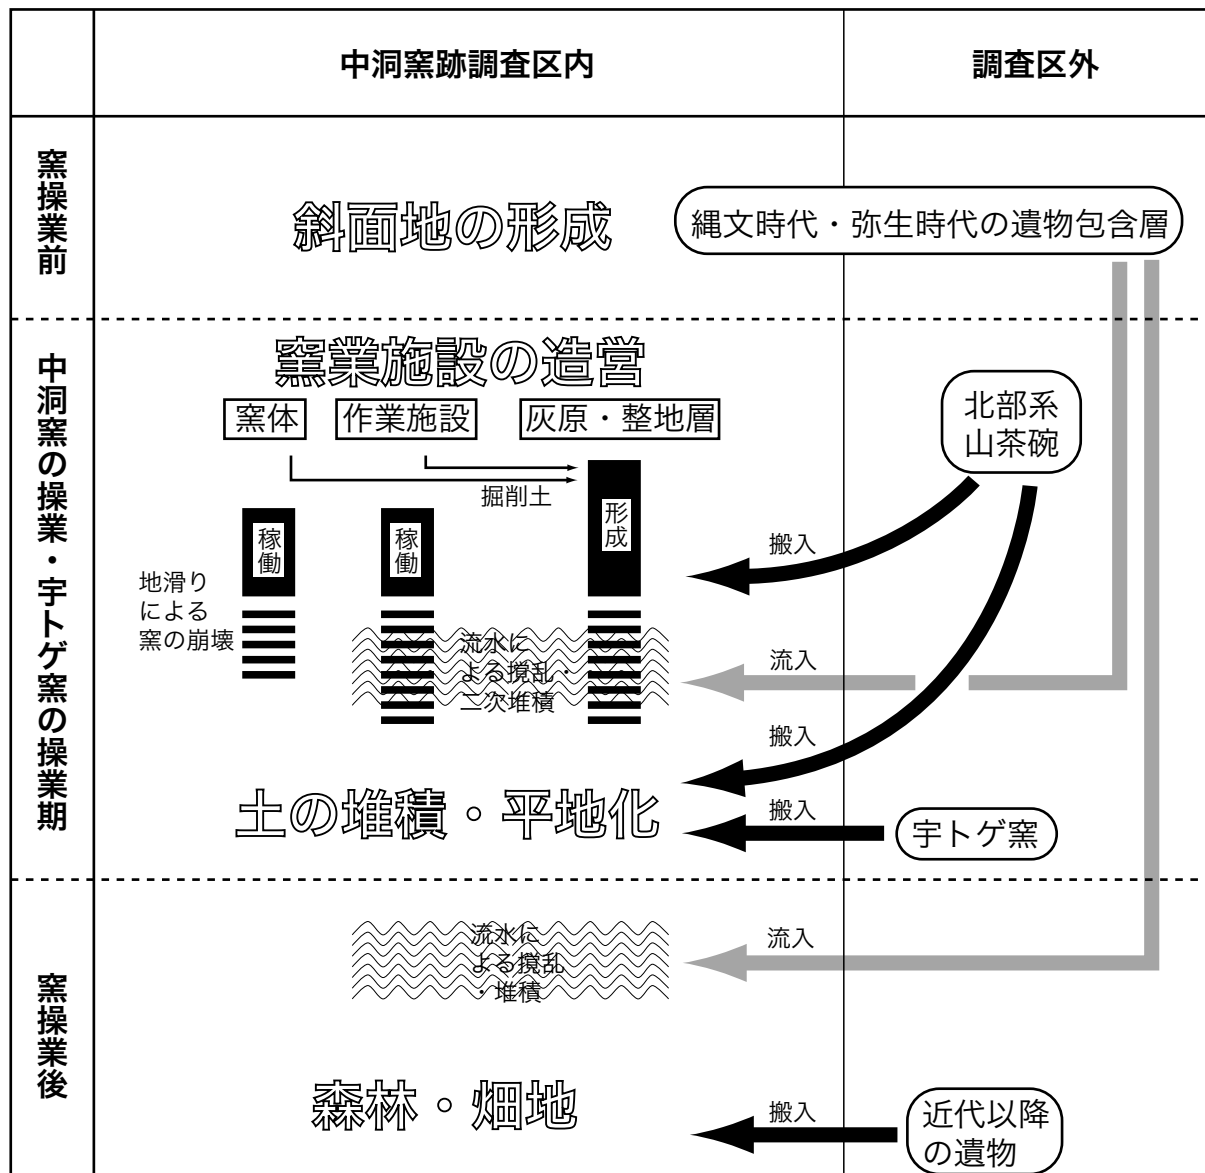 中洞窯跡調査区内
調査区外
窯操業前
斜面地の形成
縄文時代・弥生時代の遺物包含層
中洞窯の操業・宇トゲ窯の操業期
窯業施設の造営
窯体
作業施設
灰原・整地層
掘削土
稼働
稼働
形成
地滑り
による
窯の崩壊
流水に
よる撹乱・
二次堆積
北部系
山茶碗
搬入
流入
搬入
土の堆積・平地化
搬入
宇トゲ窯
窯操業後
流水に
よる撹乱
・堆積
流入
森林・畑地
搬入
近代以降
の遺物